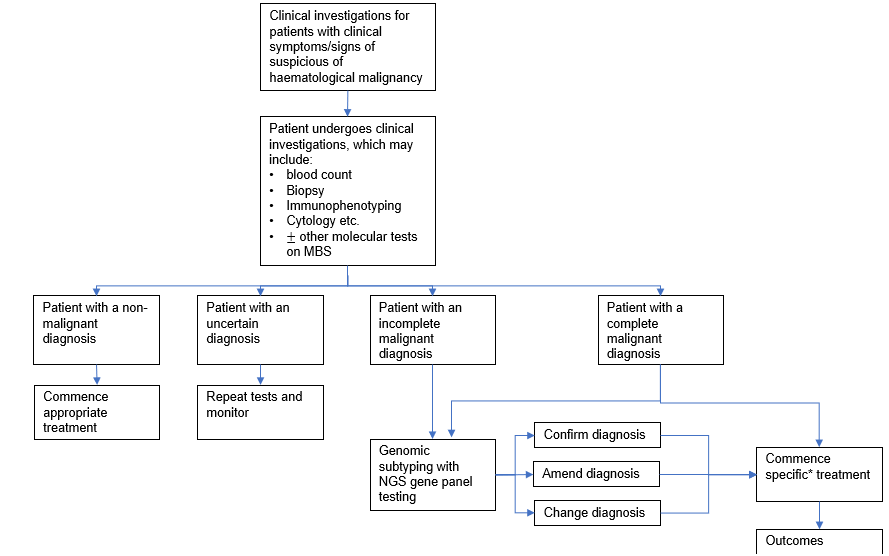 Clinical investigations for
patients with clinical
symptoms/signs of
suspicious of
haematological malignancy
Patient undergoes clinical
investigations, which may
include:
• blood count
• Biopsy
• Immunophenotyping
• Cytology etc.
• ± other molecular tests
on MBS
Patient with a non-
malignant
diagnosis
Patient with an
uncertain
diagnosis
Patient with an
incomplete
malignant
diagnosis
Patient with a
complete
malignant
diagnosis
Commence
appropriate
treatment
Repeat tests and
monitor
Genomic
subtyping with
NGS gene panel
testing
Confirm diagnosis
Amend diagnosis
Change diagnosis
Commence
specific* treatment
Outcomes